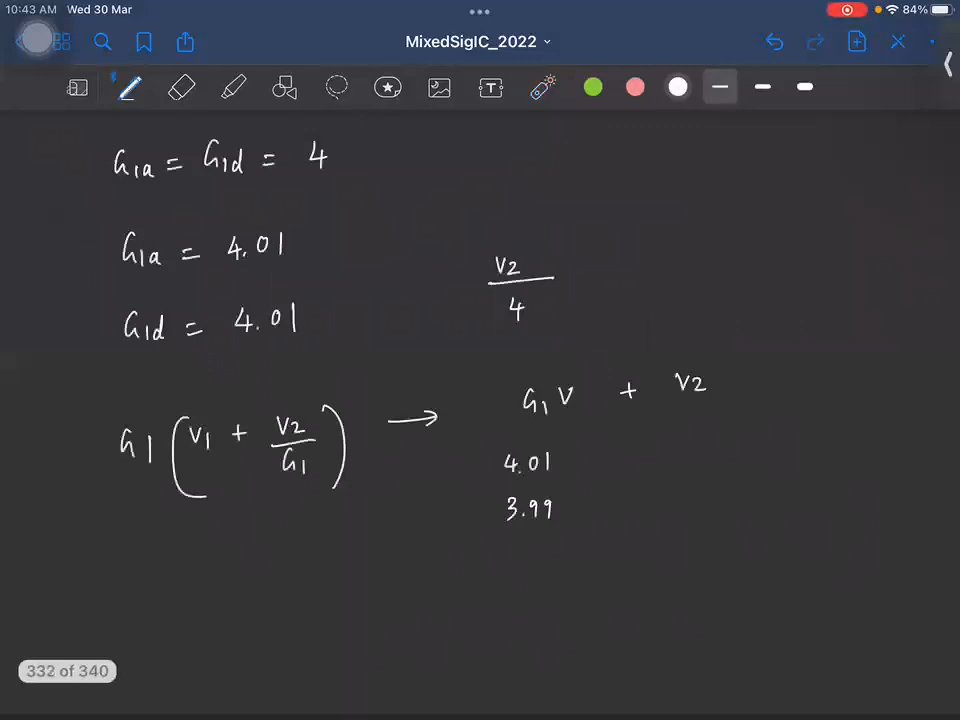 10:43 AM Wed 30 Mar
84%
MixedSigIC_2022
G1a = G1d = 4
G1a = 4.01
G1d = 4.01
V2
4
G1 (V1 + V2/G1) → G1 V + V2
4.01
3.99
332 of 340